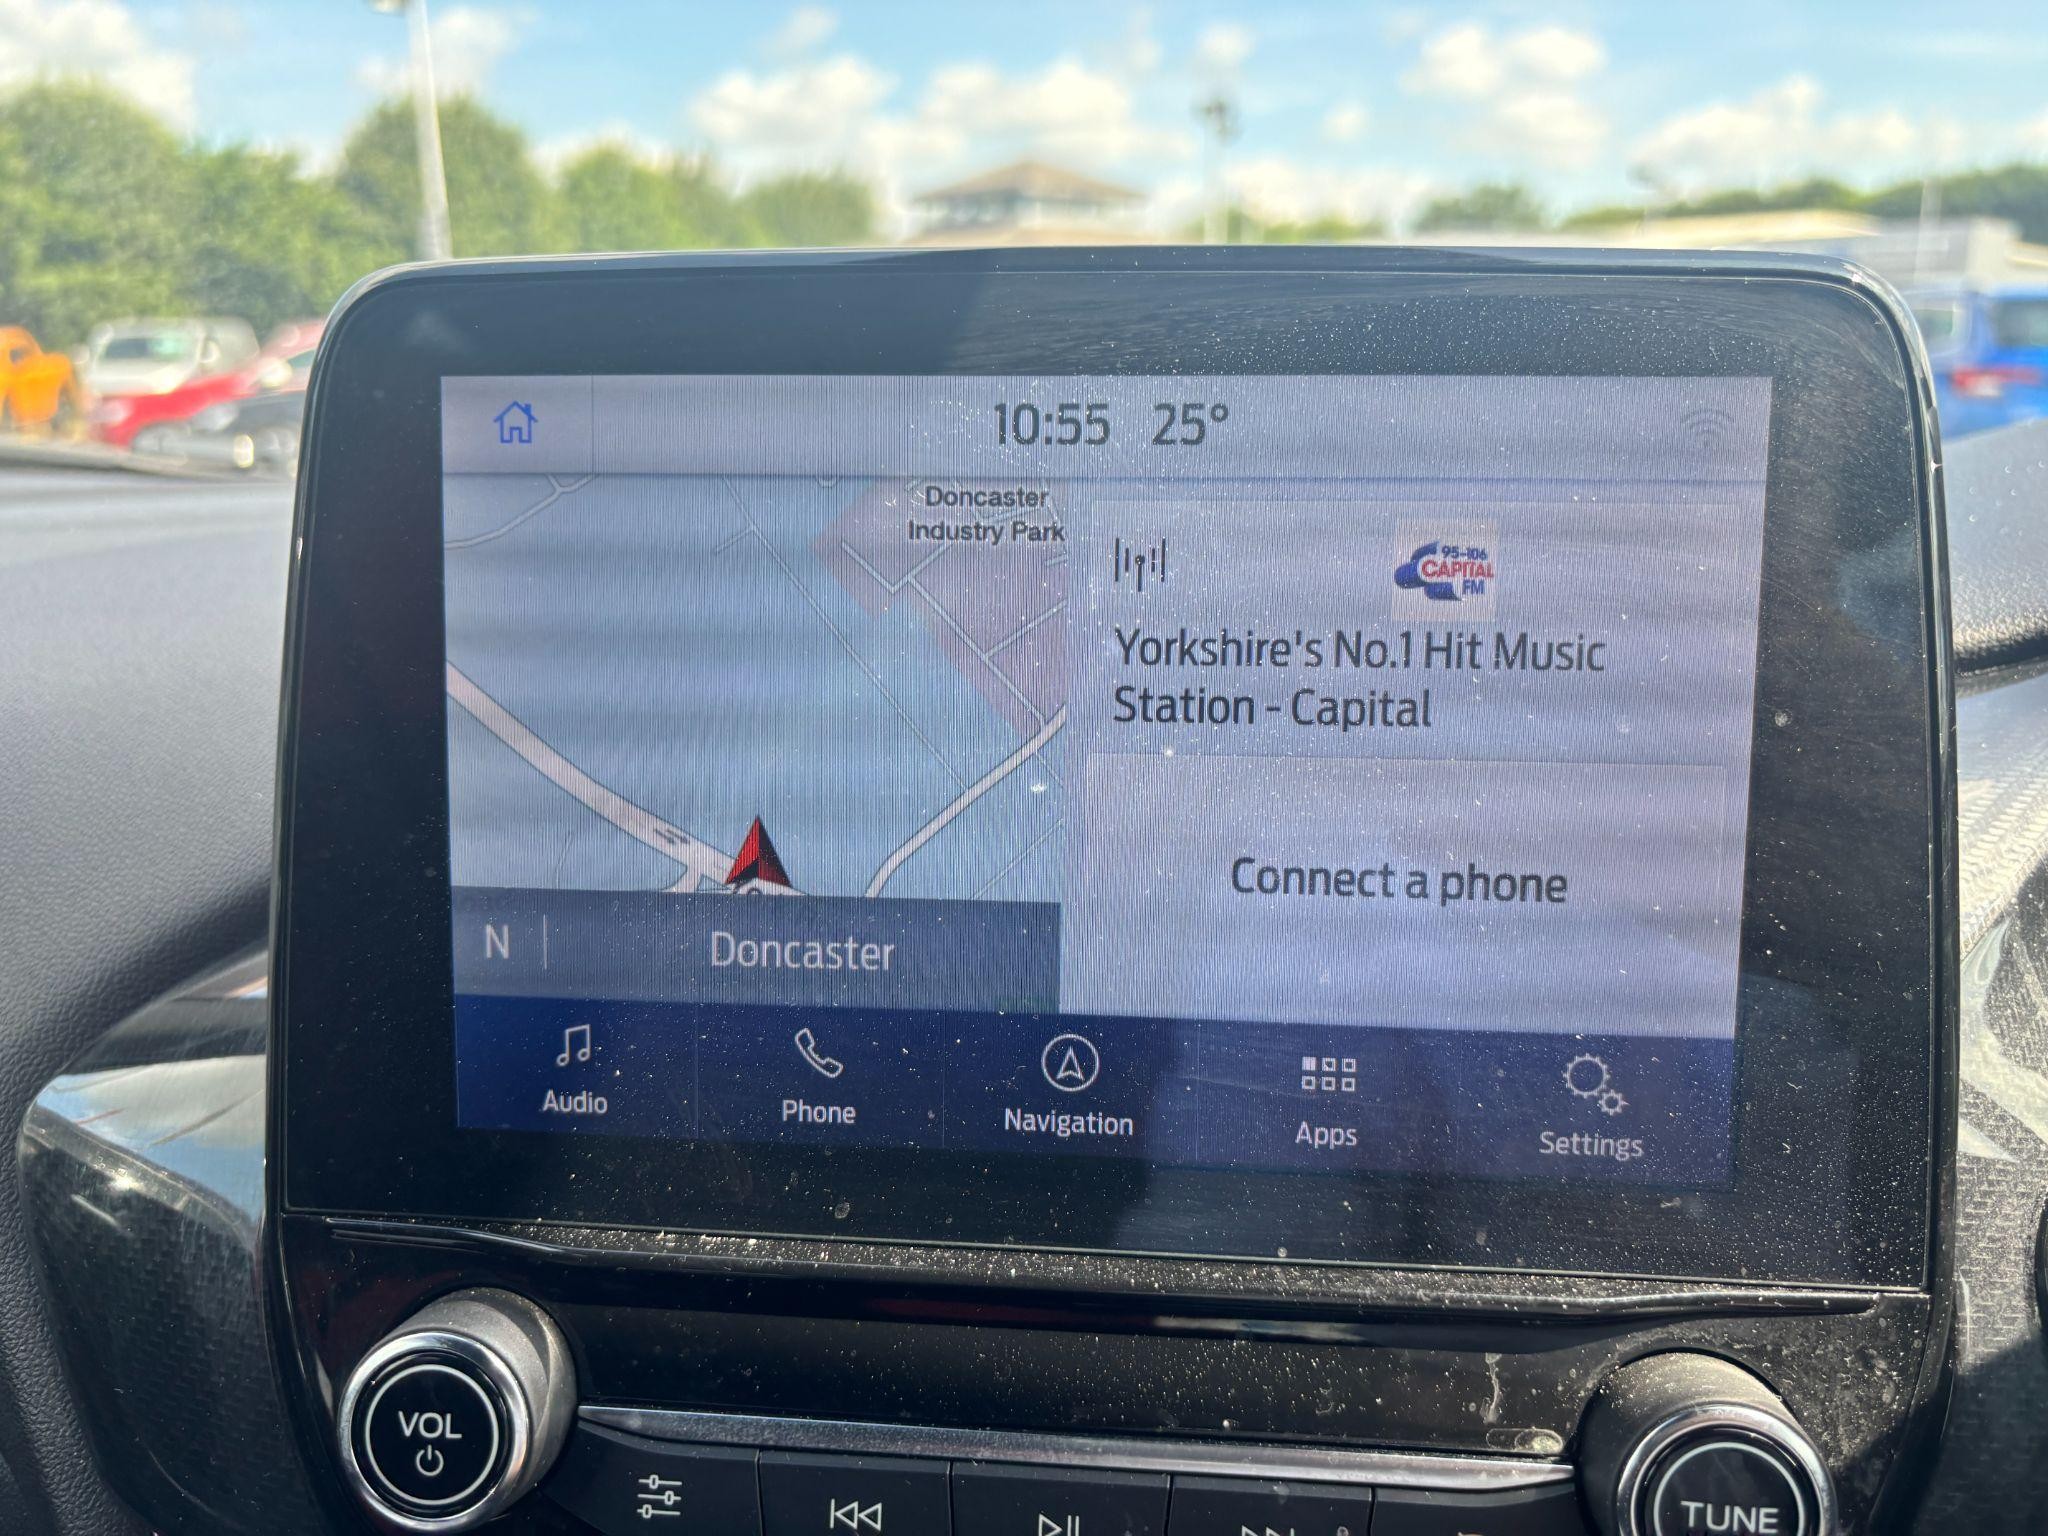 10:55 25°
Doncaster
Industry Park
95-106
CAPITAL
FM
Yorkshire's No.1 Hit Music
Station - Capital
Connect a phone
N
Doncaster
Audio
Phone
Navigation
Apps
Settings
VOL
TUNE